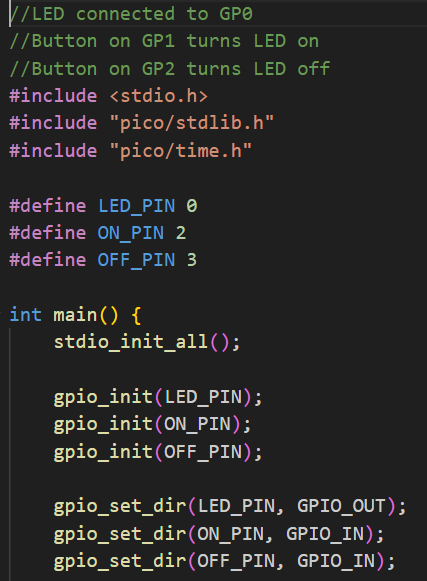 //LED connected to GP0
//Button on GP1 turns LED on
//Button on GP2 turns LED off
#include <stdio.h>
#include "pico/stdlib.h"
#include "pico/time.h"

#define LED_PIN 0
#define ON_PIN 2
#define OFF_PIN 3

int main() {
    stdio_init_all();

    gpio_init(LED_PIN);
    gpio_init(ON_PIN);
    gpio_init(OFF_PIN);

    gpio_set_dir(LED_PIN, GPIO_OUT);
    gpio_set_dir(ON_PIN, GPIO_IN);
    gpio_set_dir(OFF_PIN, GPIO_IN);